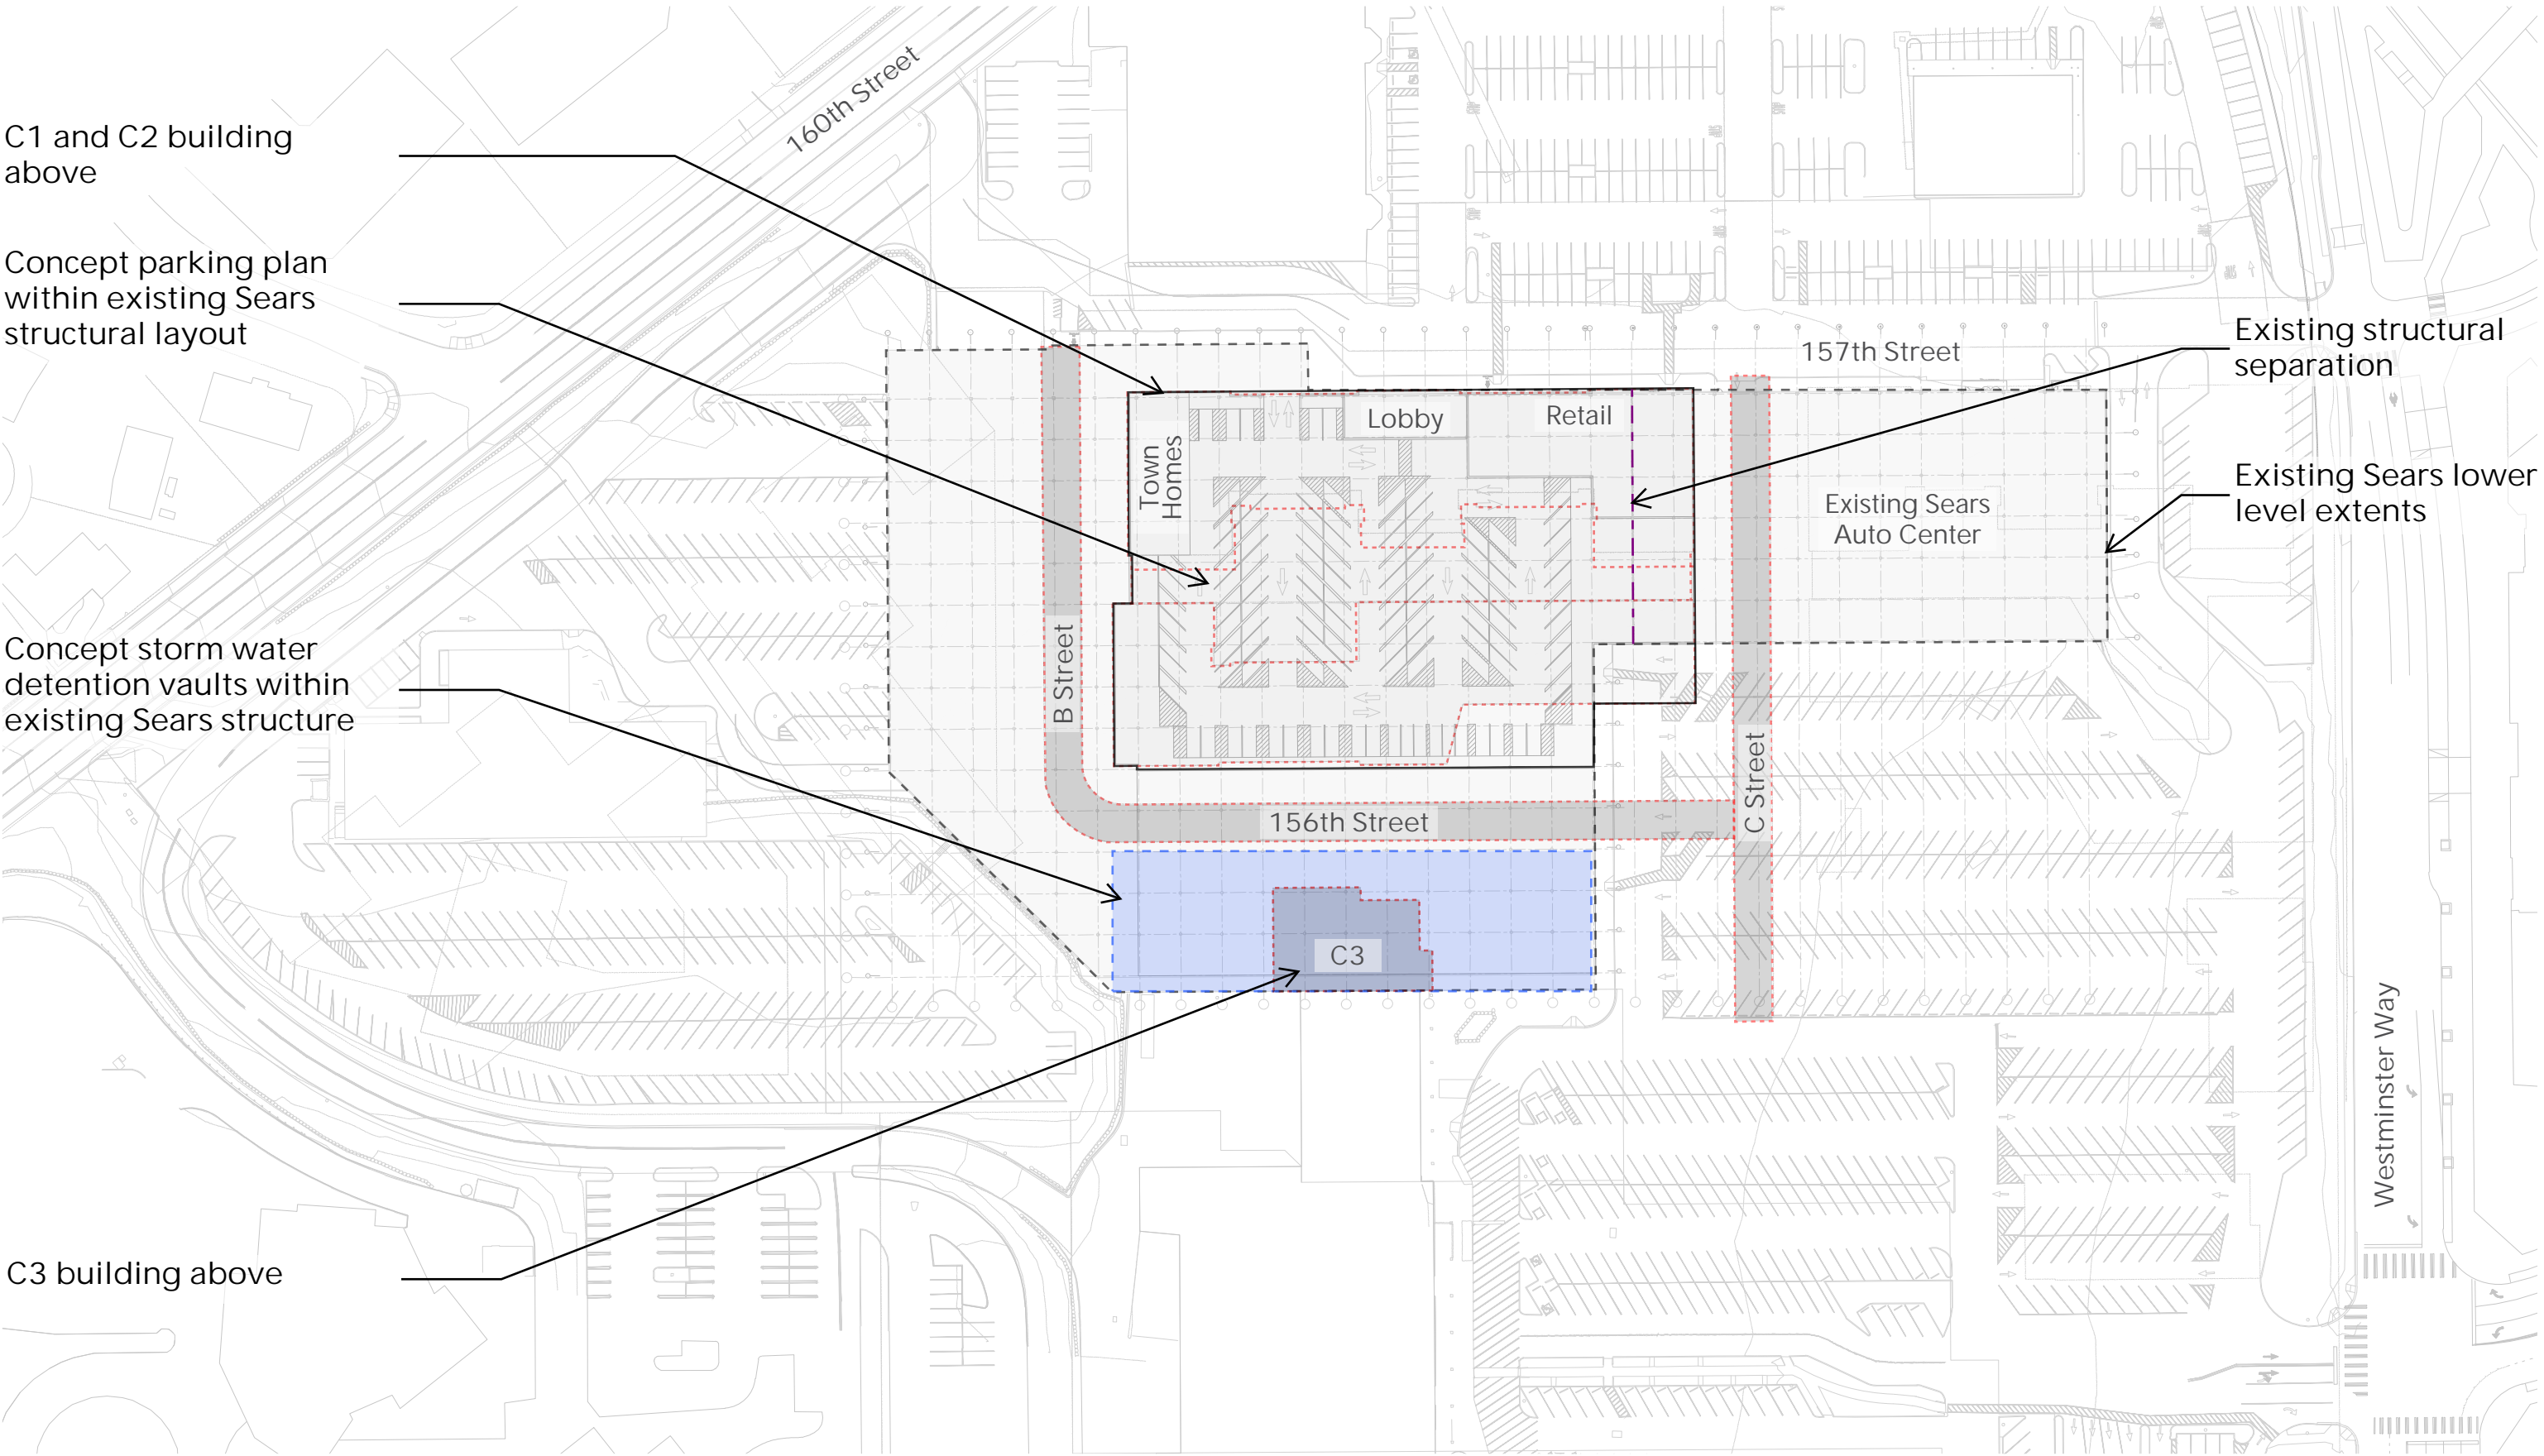 160th Street
C1 and C2 building
above
Concept parking plan
within existing Sears
structural layout
Existing structural
separation
157th Street
Lobby
Retail
Town
Homes
Existing Sears lower
level extents
Existing Sears
Auto Center
Concept storm water
detention vaults within
existing Sears structure
B Street
C Street
156th Street
C3
Westminster Way
C3 building above